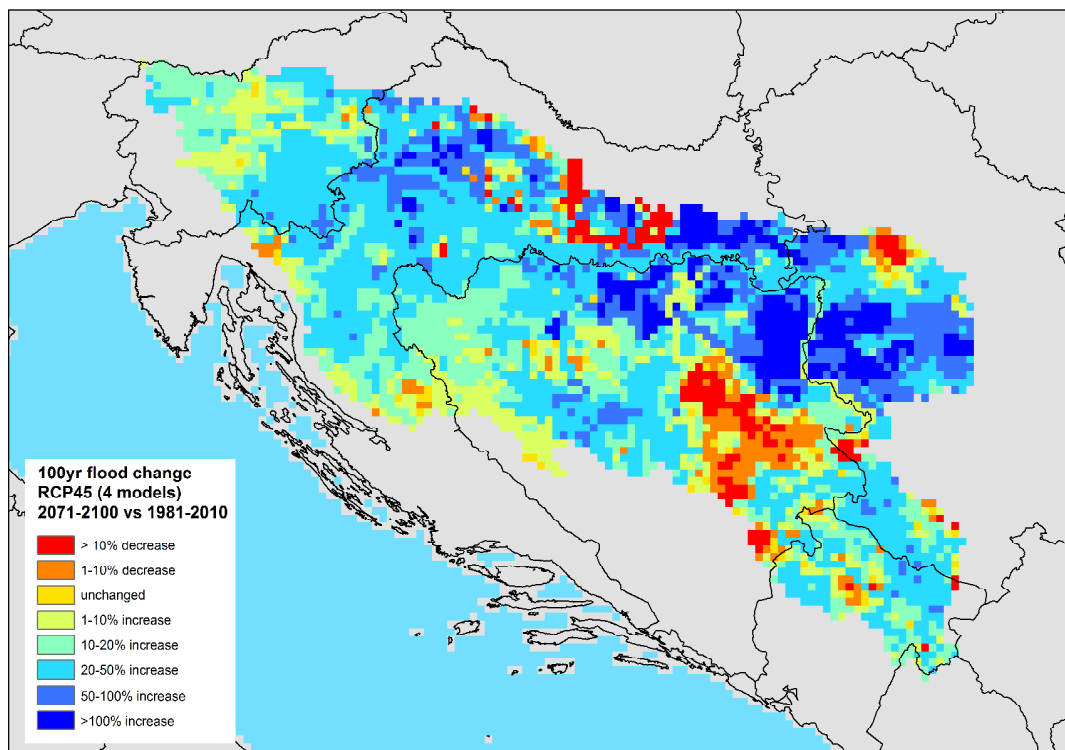 100yr flood change
RCP45 (4 models)
2071-2100 vs 1981-2010
> 10% decrease
1-10% decrease
unchanged
1-10% increase
10-20% increase
20-50% increase
50-100% increase
>100% increase